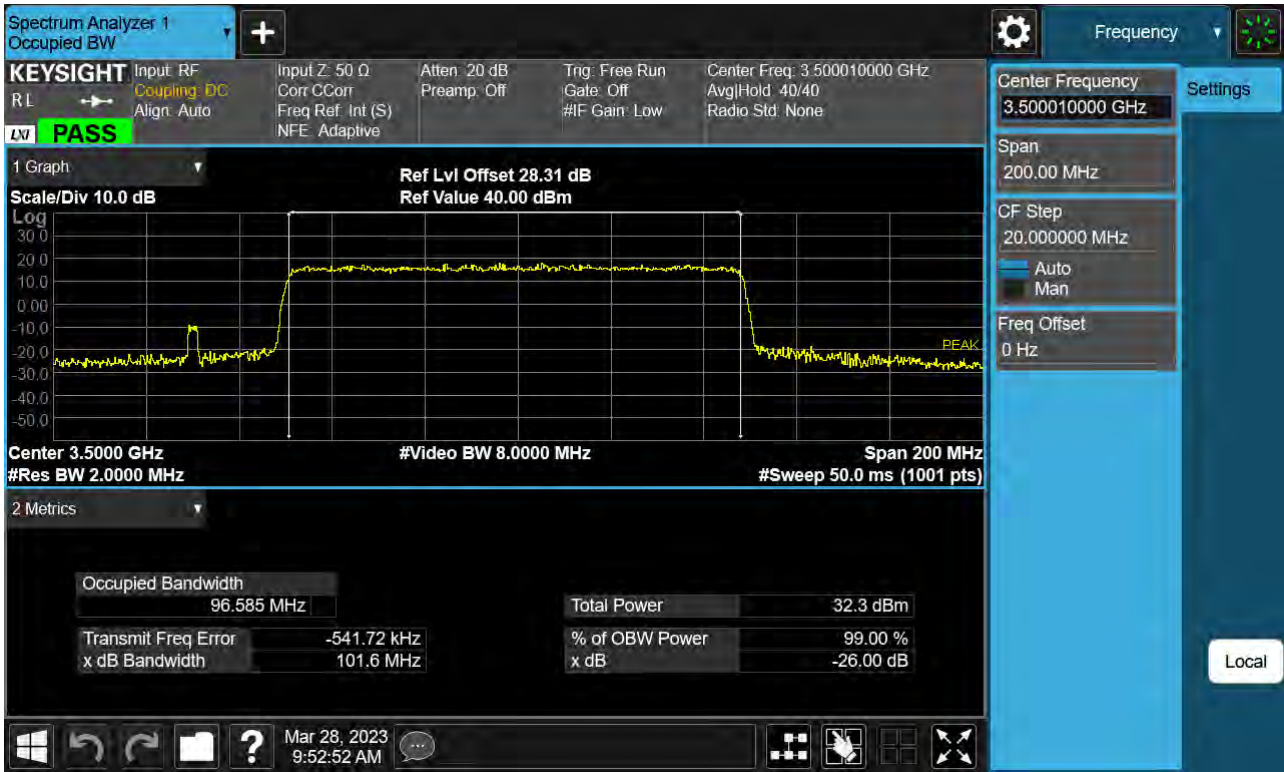 Spectrum Analyzer 1
Occupied BW
+
Frequency
KEYSIGHT
RL
LXI
PASS
Input: RF
Coupling: DC
Align: Auto
Input Z: 50 Ω
Corr CCorr
Freq Ref: Int (S)
NFE: Adaptive
Atten: 20 dB
Preamp: Off
Trig: Free Run
Gate: Off
#IF Gain: Low
Center Freq: 3.500010000 GHz
Avg|Hold: 40/40
Radio Std: None
Center Frequency
3.500010000 GHz
Settings
Span
200.00 MHz
CF Step
20.000000 MHz
Auto
Man
Freq Offset
0 Hz
Local
1 Graph
Scale/Div 10.0 dB
Ref Lvl Offset 28.31 dB
Ref Value 40.00 dBm
Log
30.0
20.0
10.0
0.00
-10.0
-20.0
-30.0
-40.0
-50.0
PEAK
Center 3.5000 GHz
#Video BW 8.0000 MHz
Span 200 MHz
#Res BW 2.0000 MHz
#Sweep 50.0 ms (1001 pts)
2 Metrics
Occupied Bandwidth
96.585 MHz
Total Power 32.3 dBm
Transmit Freq Error -541.72 kHz
% of OBW Power 99.00 %
x dB Bandwidth 101.6 MHz
x dB -26.00 dB
?
Mar 28, 2023
9:52:52 AM